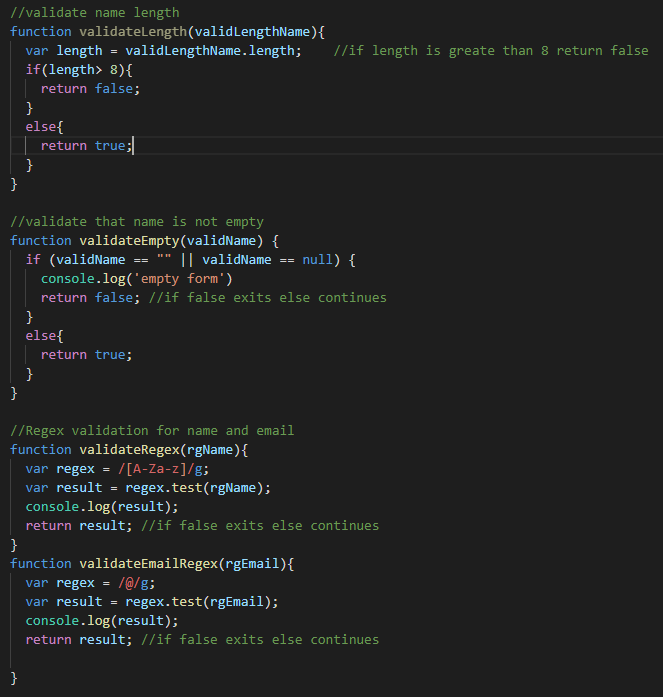 //validate name length
function validateLength(validLengthName){
  var length = validLengthName.length;    //if length is greate than 8 return false
  if(length> 8){
    return false;
  }
  else{
    return true;
  }
}

//validate that name is not empty
function validateEmpty(validName) {
  if (validName == "" || validName == null) {
    console.log('empty form')
    return false; //if false exits else continues
  }
  else{
    return true;
  }
}

//Regex validation for name and email
function validateRegex(rgName){
  var regex = /[A-Za-z]/g;
  var result = regex.test(rgName);
  console.log(result);
  return result; //if false exits else continues
}
function validateEmailRegex(rgEmail){
  var regex = /@/g;
  var result = regex.test(rgEmail);
  console.log(result);
  return result; //if false exits else continues

}